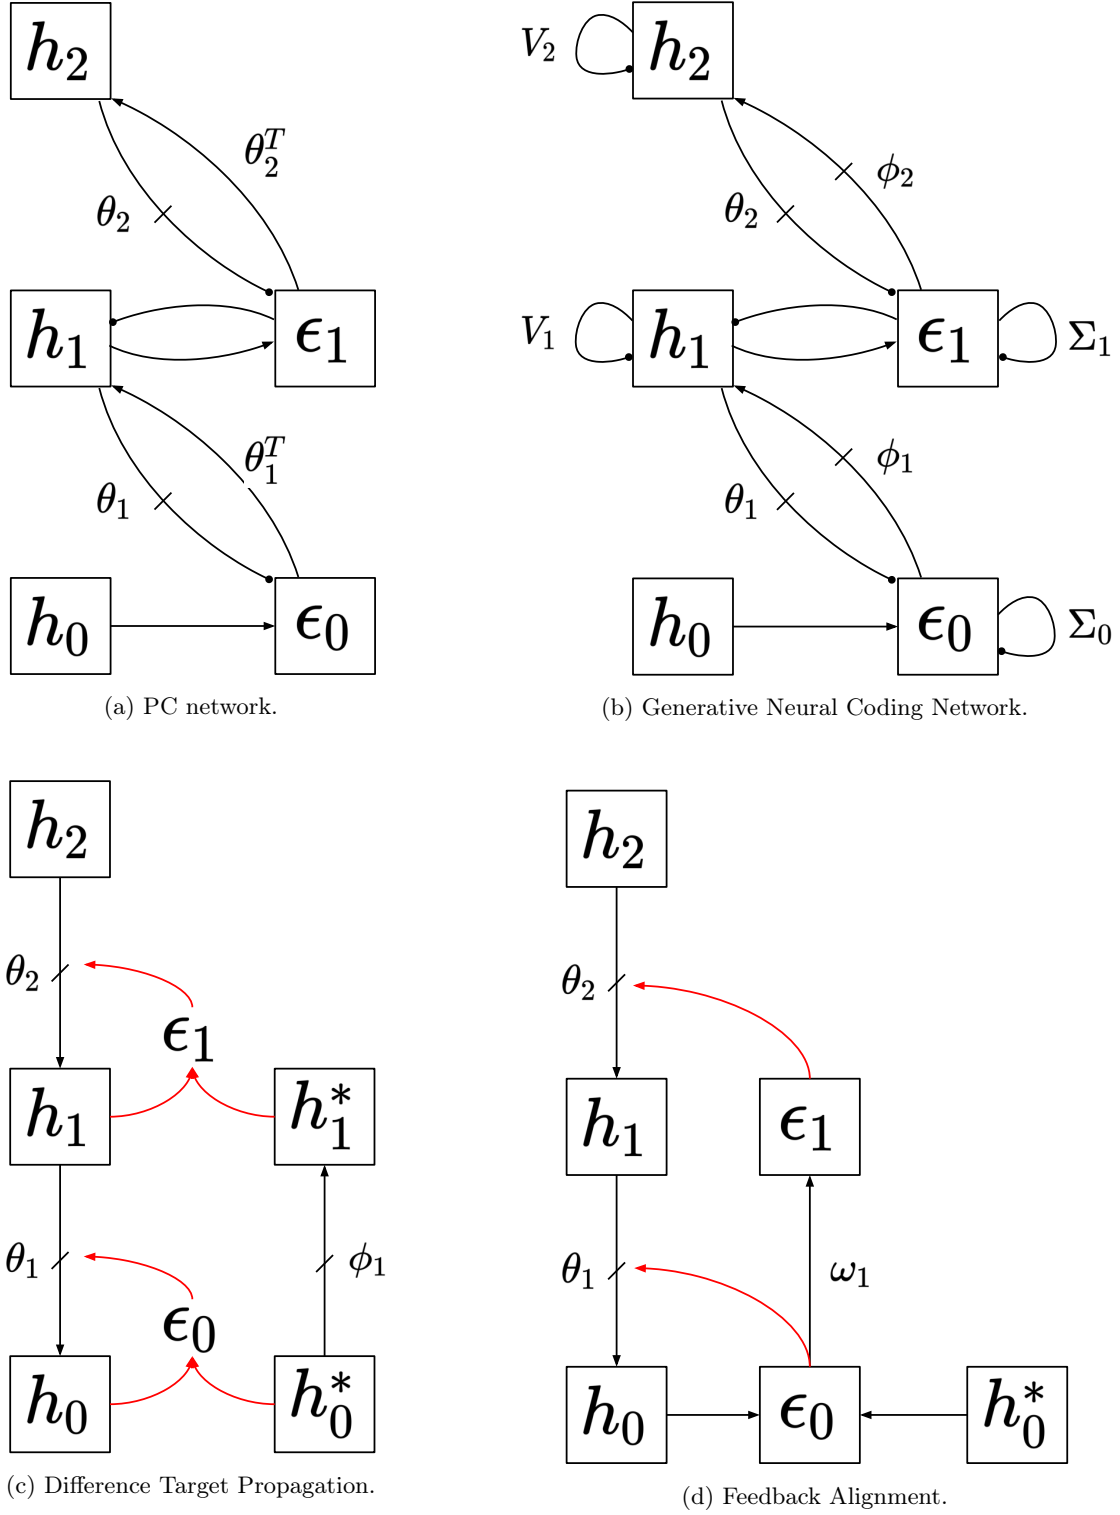 h₂
θ₂ᵀ
θ₂
h₁ ϵ₁
θ₁ᵀ
θ₁
h₀ ϵ₀
(a) PC network.
V₂ h₂
ϕ₂
θ₂
V₁ h₁ ϵ₁ Σ₁
ϕ₁
θ₁
h₀ ϵ₀ Σ₀
(b) Generative Neural Coding Network.
h₂
θ₂
ϵ₁
h₁ h₁*
θ₁ ϕ₁
ϵ₀
h₀ h₀*
(c) Difference Target Propagation.
h₂
θ₂
h₁ ϵ₁
θ₁ ω₁
h₀ ϵ₀ h₀*
(d) Feedback Alignment.